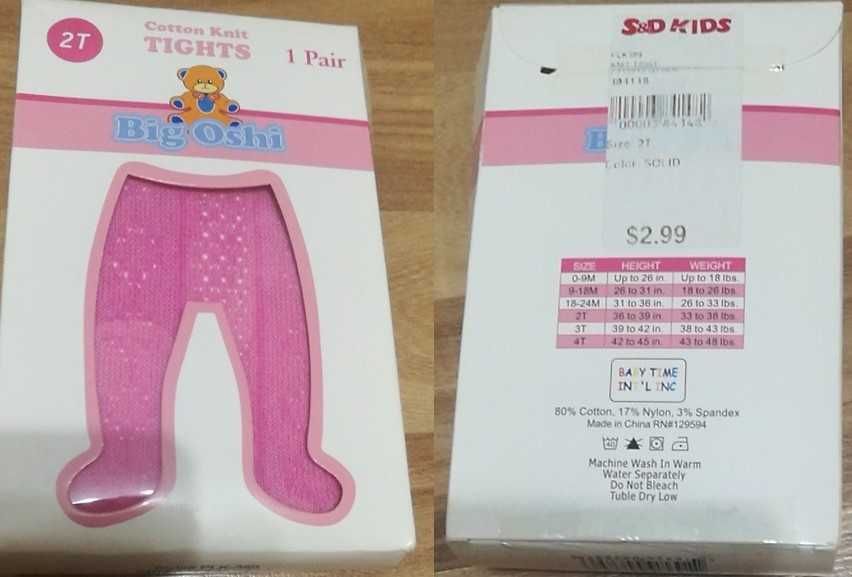 2T
Cotton Knit
TIGHTS
1 Pair
Big Oshi
S&D KIDS
Size: 2T
Color: SOLID
$2.99
SIZE HEIGHT WEIGHT
0-9M Up to 26 in. Up to 18 lbs.
9-18M 26 to 31 in. 18 to 26 lbs.
18-24M 31 to 36 in. 26 to 33 lbs.
2T 36 to 39 in. 33 to 38 lbs.
3T 39 to 42 in. 38 to 43 lbs.
4T 42 to 45 in. 43 to 48 lbs.
BABY TIME
INT'L INC
80% Cotton, 17% Nylon, 3% Spandex
Made in China RN#129594
40
Machine Wash In Warm
Water Separately
Do Not Bleach
Tuble Dry Low